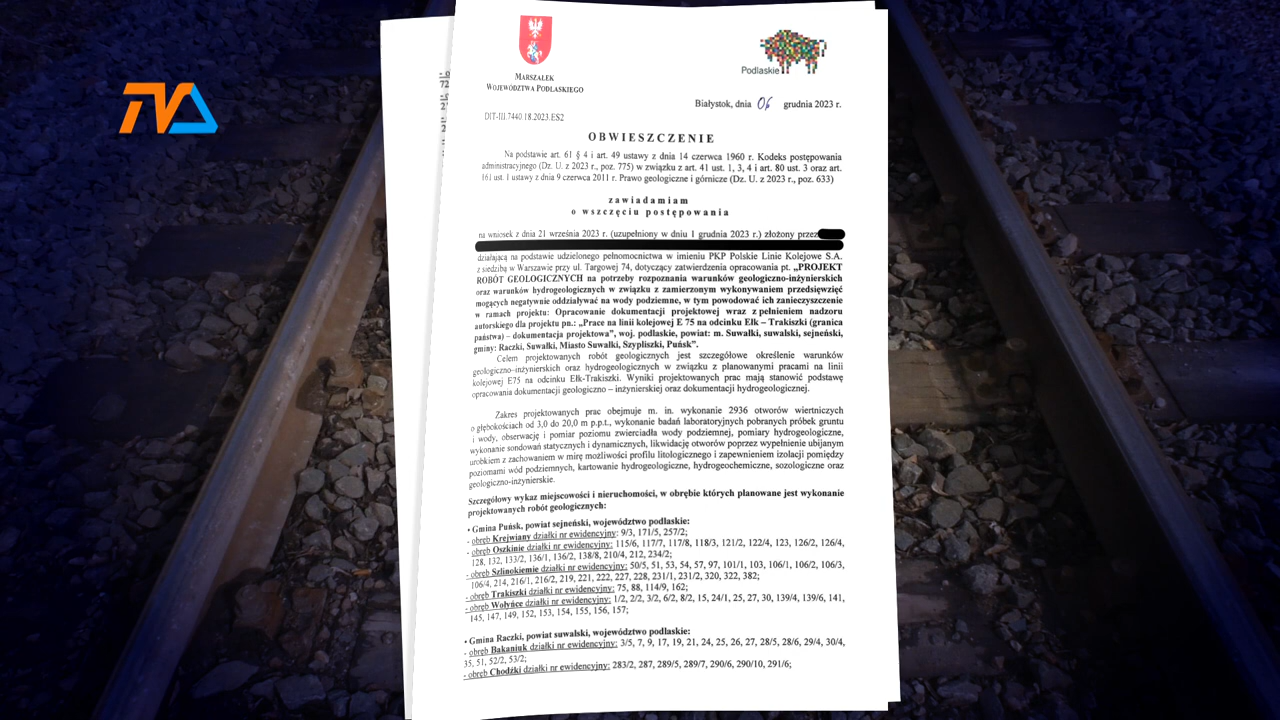 TVA
MARSZAŁEK
WOJEWÓDZTWA PODLASKIEGO
Podlaskie
Białystok, dnia 06 grudnia 2023 r.
DIT-III.7440.18.2023.ES2
OBWIESZCZENIE
Na podstawie art. 61 § 4 i art. 49 ustawy z dnia 14 czerwca 1960 r. Kodeks postępowania
administracyjnego (Dz. U. z 2023 r., poz. 775) w związku z art. 41 ust. 1, 3, 4 i art. 80 ust. 3 oraz art.
161 ust. 1 ustawy z dnia 9 czerwca 2011 r. Prawo geologiczne i górnicze (Dz. U. z 2023 r., poz. 633)
zawiadamiam
o wszczęciu postępowania
na wniosek z dnia 21 września 2023 r. (uzupełniony w dniu 1 grudnia 2023 r.) złożony przez
działającą na podstawie udzielonego pełnomocnictwa w imieniu PKP Polskie Linie Kolejowe S.A.
z siedzibą w Warszawie przy ul. Targowej 74, dotyczący zatwierdzenia opracowania pt. „PROJEKT
ROBÓT GEOLOGICZNYCH na potrzeby rozpoznania warunków geologiczno-inżynierskich
oraz warunków hydrogeologicznych w związku z zamierzonym wykonywaniem przedsięwzięć
mogących negatywnie oddziaływać na wody podziemne, w tym powodować ich zanieczyszczenie
w ramach projektu: Opracowanie dokumentacji projektowej wraz z pełnieniem nadzoru
autorskiego dla projektu pn.: „Prace na linii kolejowej E 75 na odcinku Ełk – Trakiszki (granica
państwa) – dokumentacja projektowa”, woj. podlaskie, powiat: m. Suwałki, suwalski, sejneński,
gminy: Raczki, Suwałki, Miasto Suwałki, Szypliszki, Puńsk”.
Celem projektowanych robót geologicznych jest szczegółowe określenie warunków
geologiczno-inżynierskich oraz hydrogeologicznych w związku z planowanymi pracami na linii
kolejowej E75 na odcinku Ełk-Trakiszki. Wyniki projektowanych prac mają stanowić podstawę
opracowania dokumentacji geologiczno – inżynierskiej oraz dokumentacji hydrogeologicznej.
Zakres projektowanych prac obejmuje m. in. wykonanie 2936 otworów wiertniczych
o głębokościach od 3,0 do 20,0 m p.p.t., wykonanie badań laboratoryjnych pobranych próbek gruntu
i wody, obserwację i pomiar poziomu zwierciadła wody podziemnej, pomiary hydrogeologiczne,
wykonanie sondowań statycznych i dynamicznych, likwidację otworów poprzez wypełnienie ubijanym
urobkiem z zachowaniem w mirę możliwości profilu litologicznego i zapewnieniem izolacji pomiędzy
poziomami wód podziemnych, kartowanie hydrogeologiczne, hydrogeochemiczne, sozologiczne oraz
geologiczno-inżynierskie.
Szczegółowy wykaz miejscowości i nieruchomości, w obrębie których planowane jest wykonanie
projektowanych robót geologicznych:
• Gmina Puńsk, powiat sejneński, województwo podlaskie:
- obręb Krejwiany działki nr ewidencyjny: 9/3, 171/5, 257/2;
- obręb Oszkinie działki nr ewidencyjny: 115/6, 117/7, 117/8, 118/3, 121/2, 122/4, 123, 126/2, 126/4,
128, 132, 133/2, 136/1, 136/2, 138/8, 210/4, 212, 234/2;
- obręb Szlinokiemie działki nr ewidencyjny: 50/5, 51, 53, 54, 57, 97, 101/1, 103, 106/1, 106/2, 106/3,
106/4, 214, 216/1, 216/2, 219, 221, 222, 227, 228, 231/1, 231/2, 320, 322, 382;
- obręb Trakiszki działki nr ewidencyjny: 75, 88, 114/9, 162;
- obręb Wołyńce działki nr ewidencyjny: 1/2, 2/2, 3/2, 6/2, 8/2, 15, 24/1, 25, 27, 30, 139/4, 139/6, 141,
145, 147, 149, 152, 153, 154, 155, 156, 157;
• Gmina Raczki, powiat suwalski, województwo podlaskie:
- obręb Bakaniuk działki nr ewidencyjny: 3/5, 7, 9, 17, 19, 21, 24, 25, 26, 27, 28/5, 28/6, 29/4, 30/4,
35, 51, 52/2, 53/2;
- obręb Chodźki działki nr ewidencyjny: 283/2, 287, 289/5, 289/7, 290/6, 290/10, 291/6;